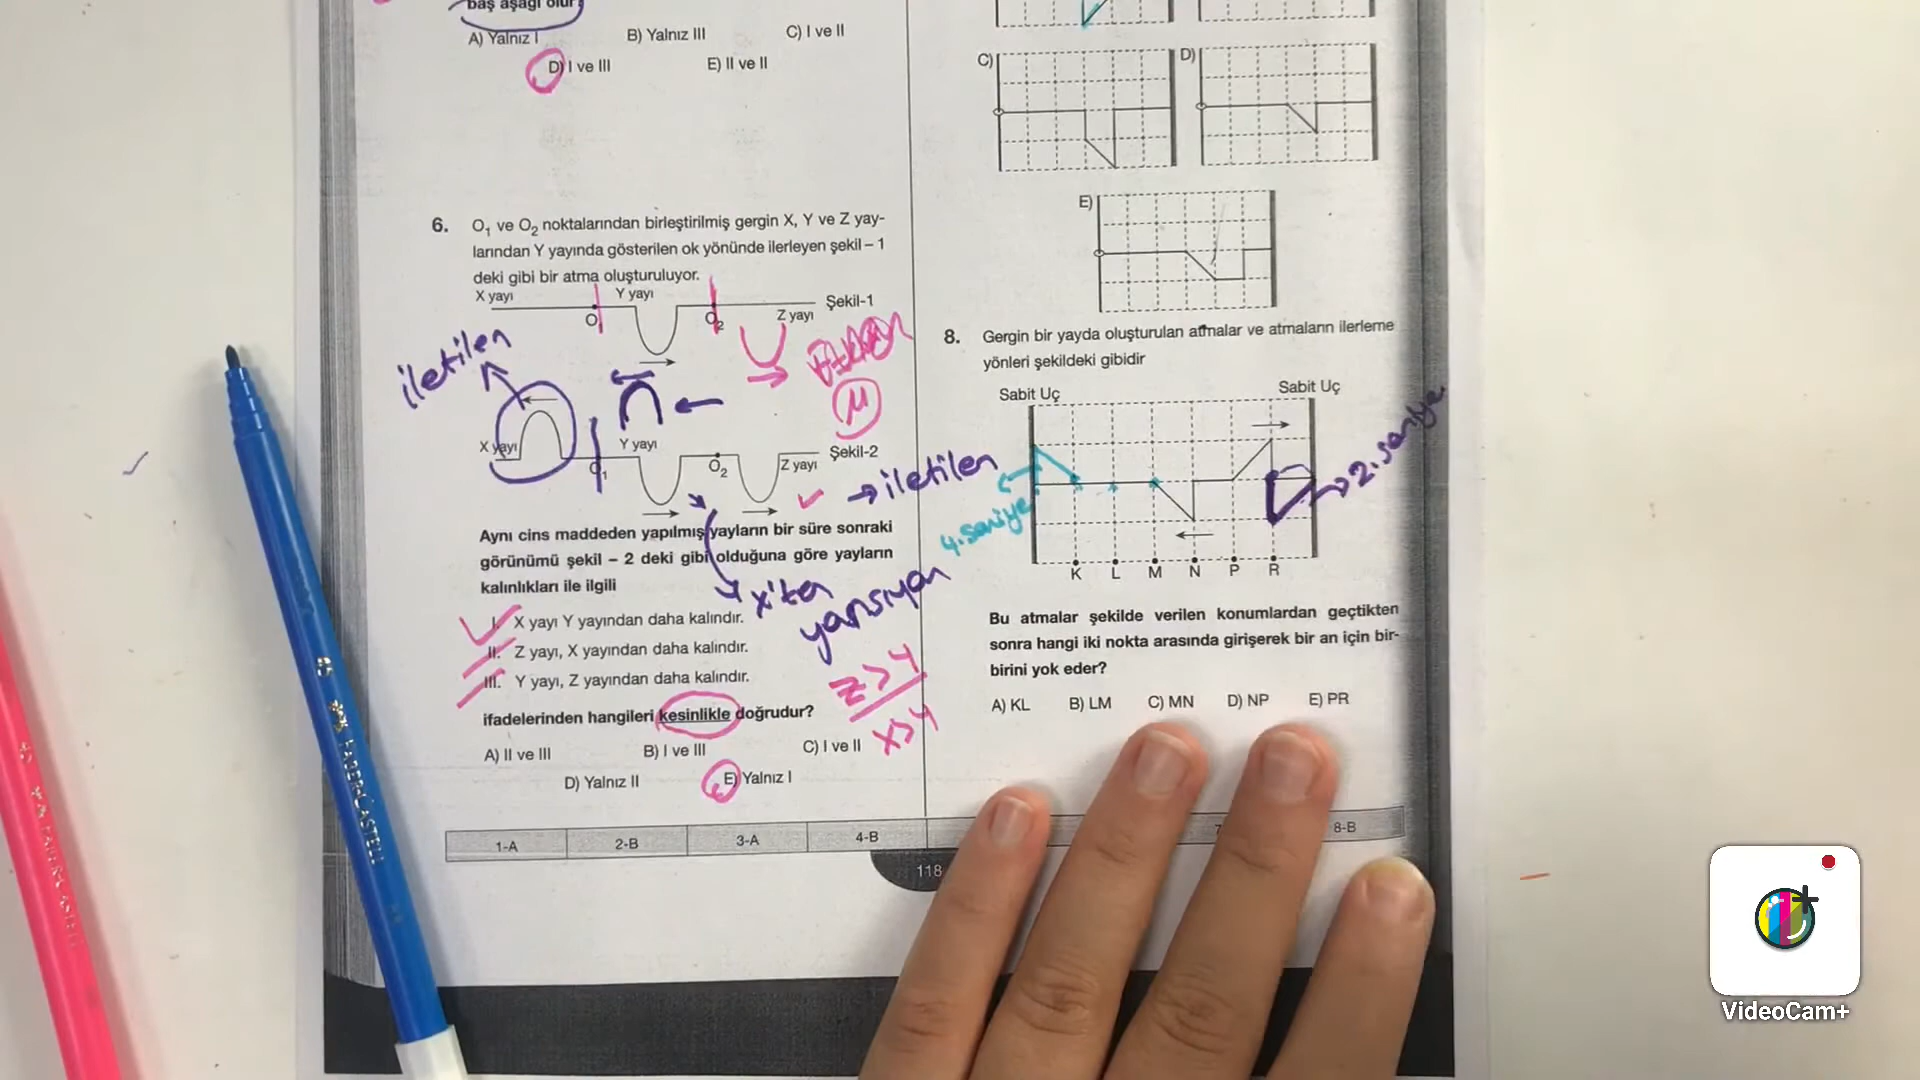 baş aşağı olur?
A) Yalnız I
B) Yalnız III
C) I ve II
D) I ve III
E) II ve II
6. O1 ve O2 noktalarından birleştirilmiş gergin X, Y ve Z yay-
larından Y yayında gösterilen ok yönünde ilerleyen şekil – 1
deki gibi bir atma oluşturuluyor.
X yayı
Y yayı
Z yayı
Şekil-1
O1
O2
iletilen
M
X yayı
Y yayı
Z yayı
Şekil-2
O1
O2
→iletilen
Aynı cins maddeden yapılmış yayların bir süre sonraki
görünümü şekil – 2 deki gibi olduğuna göre yayların
kalınlıkları ile ilgili
x'ten
yansıyan
I. X yayı Y yayından daha kalındır.
II. Z yayı, X yayından daha kalındır.
III. Y yayı, Z yayından daha kalındır.
z>y
x>y
ifadelerinden hangileri kesinlikle doğrudur?
A) II ve III
B) I ve III
C) I ve II
D) Yalnız II
E) Yalnız I
C)
D)
E)
8. Gergin bir yayda oluşturulan atmalar ve atmaların ilerleme
yönleri şekildeki gibidir
Sabit Uç
Sabit Uç
4.saniye
2.saniye
K L M N P R
Bu atmalar şekilde verilen konumlardan geçtikten
sonra hangi iki nokta arasında girişerek bir an için bir-
birini yok eder?
A) KL
B) LM
C) MN
D) NP
E) PR
1-A
2-B
3-A
4-B
7
8-B
118
FABER-CASTELL
VideoCam+